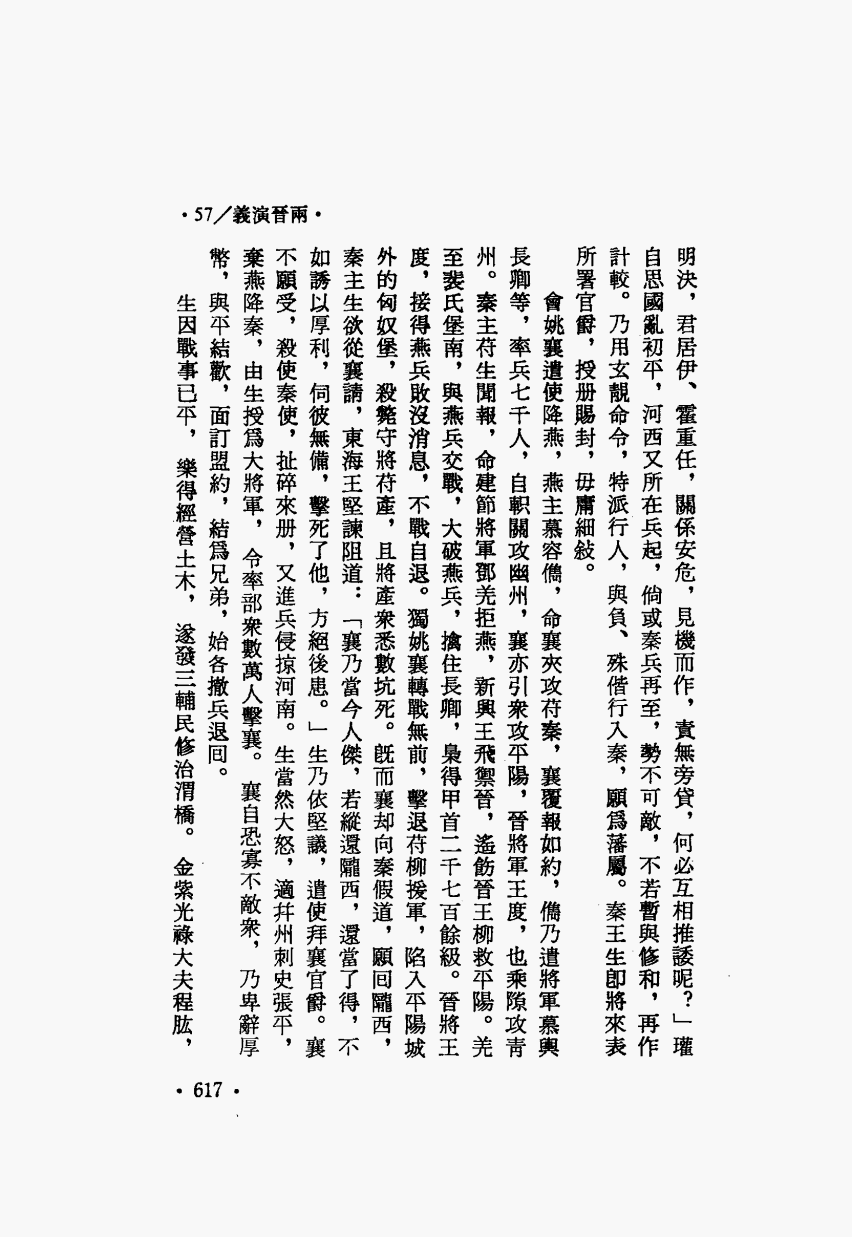 ·57／義演晉兩·
明決，君居伊、霍重任，關係安危，見機而作，責無旁貸，何必互相推諉呢？」瓘
自思國亂初平，河西又所在兵起，倘或秦兵再至，勢不可敵，不若暫與修和，再作
計較。乃用玄靚命令，特派行人，與負、殊偕行入秦，願爲藩屬。秦王生卽將來表
所署官爵，授册賜封，毋庸細敍。
會姚襄遣使降燕，燕主慕容儁，命襄夾攻苻秦，襄覆報如約，儁乃遣將軍慕輿
長卿等，率兵七千人，自軹關攻幽州，襄亦引衆攻平陽，晉將軍王度，也乘隙攻青
州。秦主苻生聞報，命建節將軍鄧羌拒燕，新興王飛禦晉，遙飭晉王柳救平陽。羌
至裴氏堡南，與燕兵交戰，大破燕兵，擒住長卿，梟得甲首二千七百餘級。晉將王
度，接得燕兵敗沒消息，不戰自退。獨姚襄轉戰無前，擊退苻柳援軍，陷入平陽城
外的匈奴堡，殺斃守將苻產，且將產衆悉數坑死。旣而襄却向秦假道，願囘隴西，
秦主生欲從襄請，東海王堅諫阻道：「襄乃當今人傑，若縱還隴西，還當了得，不
如誘以厚利，伺彼無備，擊死了他，方絕後患。」生乃依堅議，遣使拜襄官爵。襄
不願受，殺使秦使，扯碎來册，又進兵侵掠河南。生當然大怒，適幷州刺史張平，
棄燕降秦，由生授爲大將軍，令率部衆數萬人擊襄。襄自恐寡不敵衆，乃卑辭厚
幣，與平結歡，面訂盟約，結爲兄弟，始各撤兵退囘。
生因戰事已平，樂得經營土木，遂發三輔民修治渭橋。金紫光祿大夫程肱，
·617·